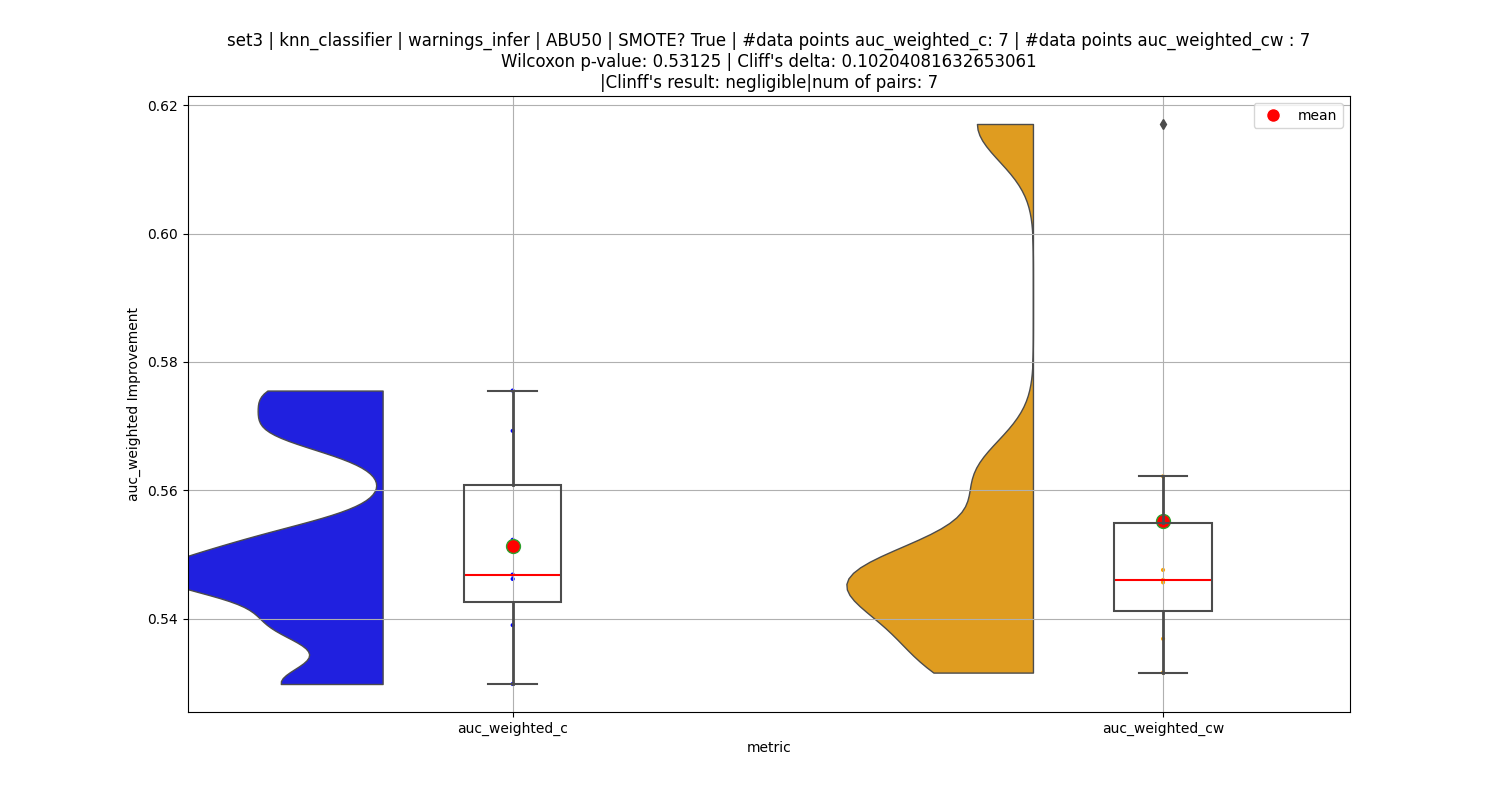 set3 | knn_classifier | warnings_infer | ABU50 | SMOTE? True | #data points auc_weighted_c: 7 | #data points auc_weighted_cw : 7
Wilcoxon p-value: 0.53125 | Cliff's delta: 0.10204081632653061
|Clinff's result: negligible|num of pairs: 7
mean
0.62
0.60
0.58
0.56
0.54
auc_weighted Improvement
auc_weighted_c
auc_weighted_cw
metric